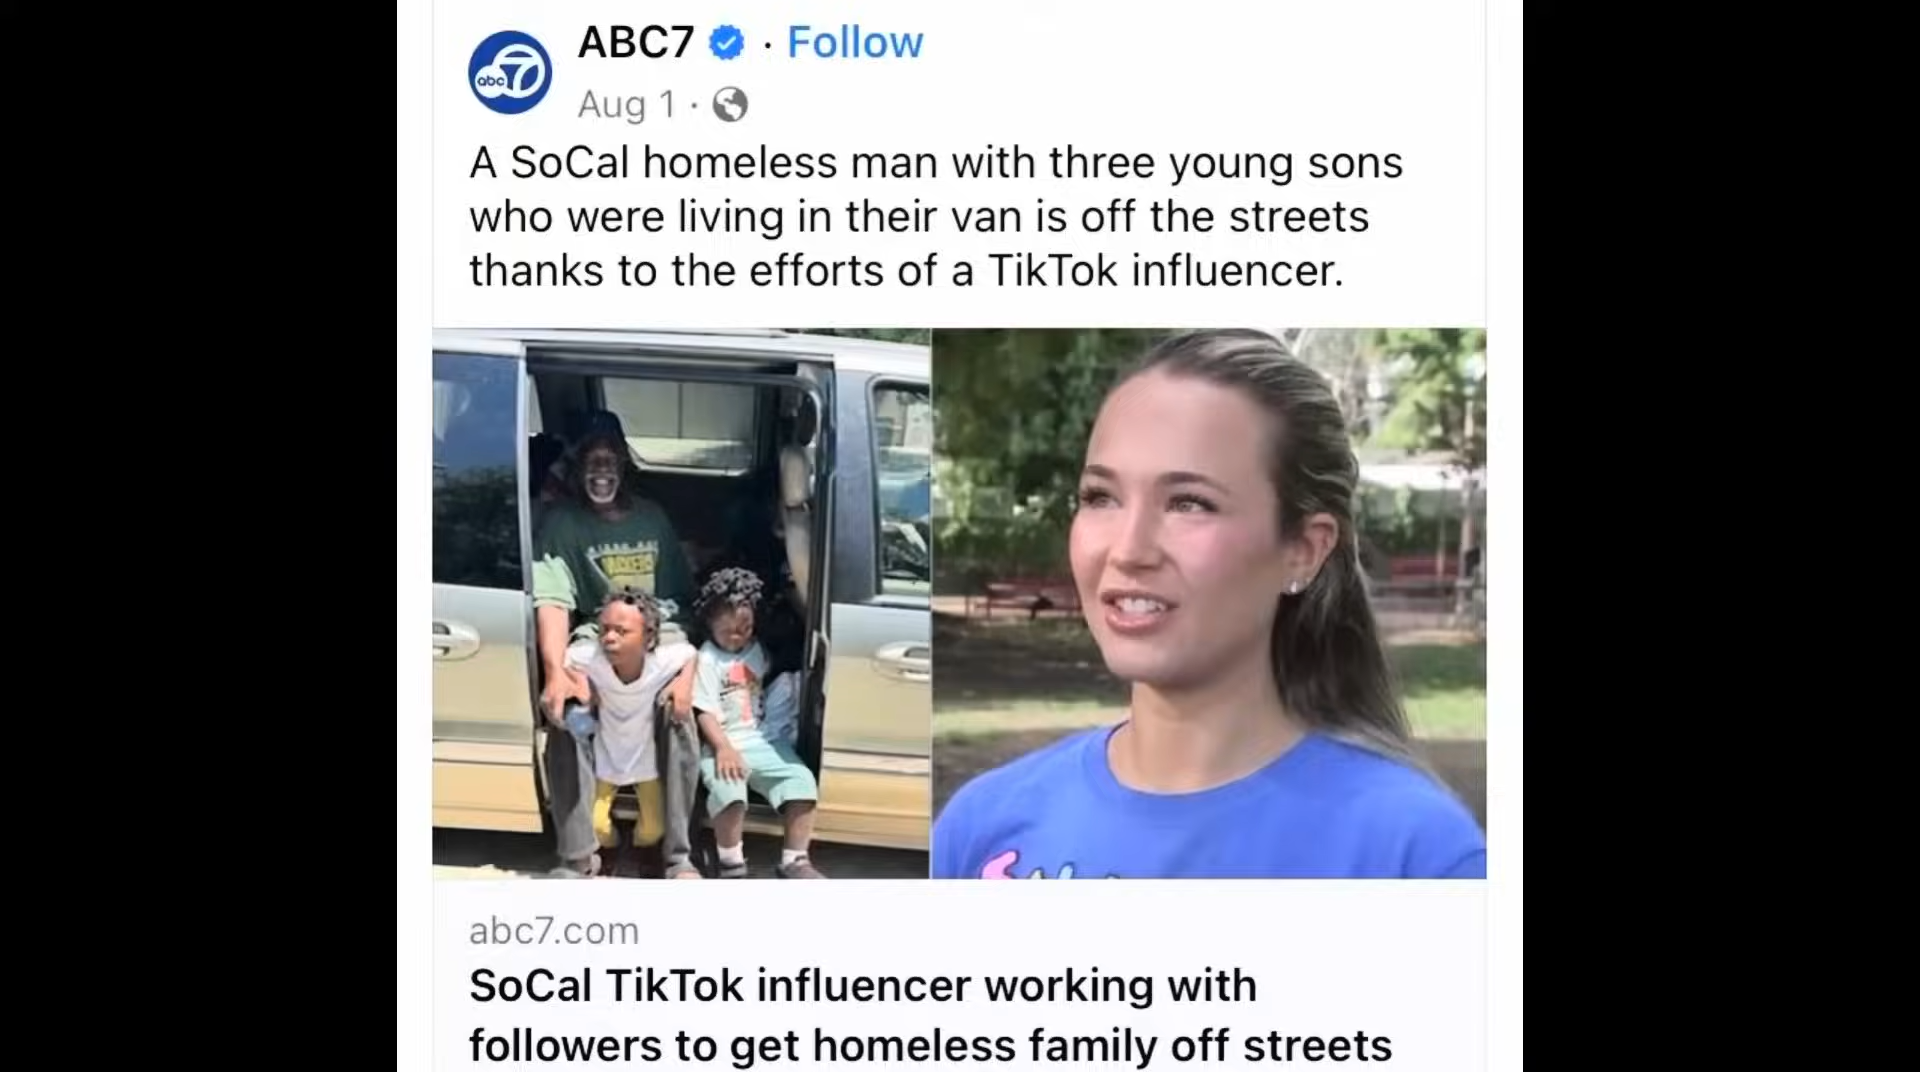 ABC7 · Follow
abc7
Aug 1 ·
A SoCal homeless man with three young sons
who were living in their van is off the streets
thanks to the efforts of a TikTok influencer.
abc7.com
SoCal TikTok influencer working with
followers to get homeless family off streets